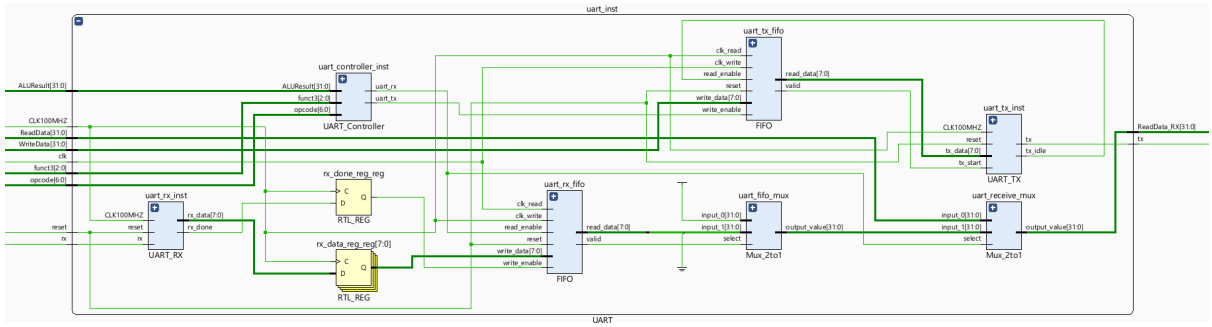 uart_inst
uart_tx_fifo
clk_read
clk_write
read_enable
reset
write_data[7:0]
write_enable
read_data[7:0]
valid
FIFO
uart_controller_inst
ALUResult[31:0]
funct3[2:0]
opcode[6:0]
uart_rx
uart_tx
UART_Controller
ALUResult[31:0]
CLK100MHZ
ReadData[31:0]
WriteData[31:0]
clk
funct3[2:0]
opcode[6:0]
reset
rx
uart_tx_inst
CLK100MHZ
reset
tx_data[7:0]
tx_start
tx
tx_idle
UART_TX
ReadData_RX[31:0]
tx
rx_done_reg_reg
C
D
Q
RTL_REG
uart_rx_inst
CLK100MHZ
reset
rx
rx_data[7:0]
rx_done
UART_RX
rx_data_reg_reg[7:0]
C
D
Q
RTL_REG
uart_rx_fifo
clk_read
clk_write
read_enable
reset
write_data[7:0]
write_enable
read_data[7:0]
valid
FIFO
uart_fifo_mux
input_0[31:0]
input_1[31:0]
select
output_value[31:0]
Mux_2to1
uart_receive_mux
input_0[31:0]
input_1[31:0]
select
output_value[31:0]
Mux_2to1
UART